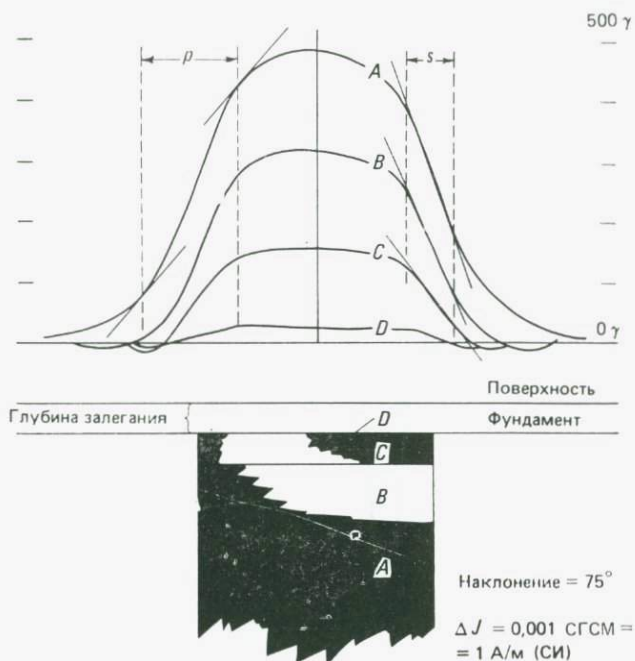 500 γ
p
s
A
B
C
D
0 γ
Поверхность
Глубина залегания
D
Фундамент
C
B
A
Наклонение = 75°
ΔJ = 0,001 СГСМ =
= 1 А/м (СИ)